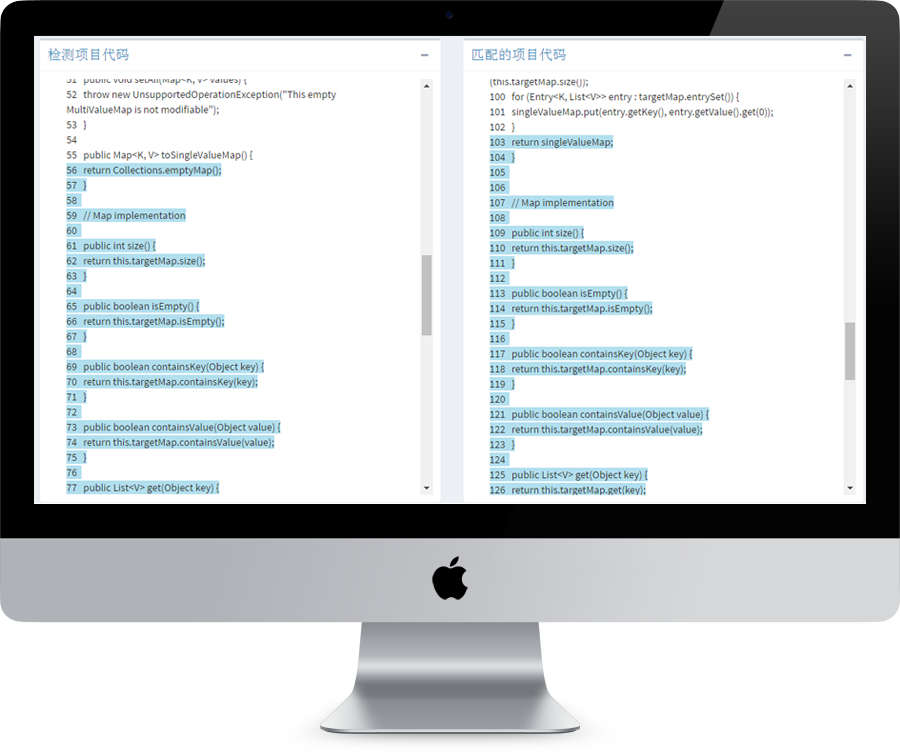 检测项目代码
51 public void setAll(Map<K, V> values) {
52 throw new UnsupportedOperationException("This empty
MultiValueMap is not modifiable");
53 }
54
55 public Map<K, V> toSingleValueMap() {
56 return Collections.emptyMap();
57 }
58
59 // Map implementation
60
61 public int size() {
62 return this.targetMap.size();
63 }
64
65 public boolean isEmpty() {
66 return this.targetMap.isEmpty();
67 }
68
69 public boolean containsKey(Object key) {
70 return this.targetMap.containsKey(key);
71 }
72
73 public boolean containsValue(Object value) {
74 return this.targetMap.containsValue(value);
75 }
76
77 public List<V> get(Object key) {
匹配的项目代码
(this.targetMap.size());
100 for (Entry<K, List<V>> entry : targetMap.entrySet()) {
101 singleValueMap.put(entry.getKey(), entry.getValue().get(0));
102 }
103 return singleValueMap;
104 }
105
106
107 // Map implementation
108
109 public int size() {
110 return this.targetMap.size();
111 }
112
113 public boolean isEmpty() {
114 return this.targetMap.isEmpty();
115 }
116
117 public boolean containsKey(Object key) {
118 return this.targetMap.containsKey(key);
119 }
120
121 public boolean containsValue(Object value) {
122 return this.targetMap.containsValue(value);
123 }
124
125 public List<V> get(Object key) {
126 return this.targetMap.get(key);